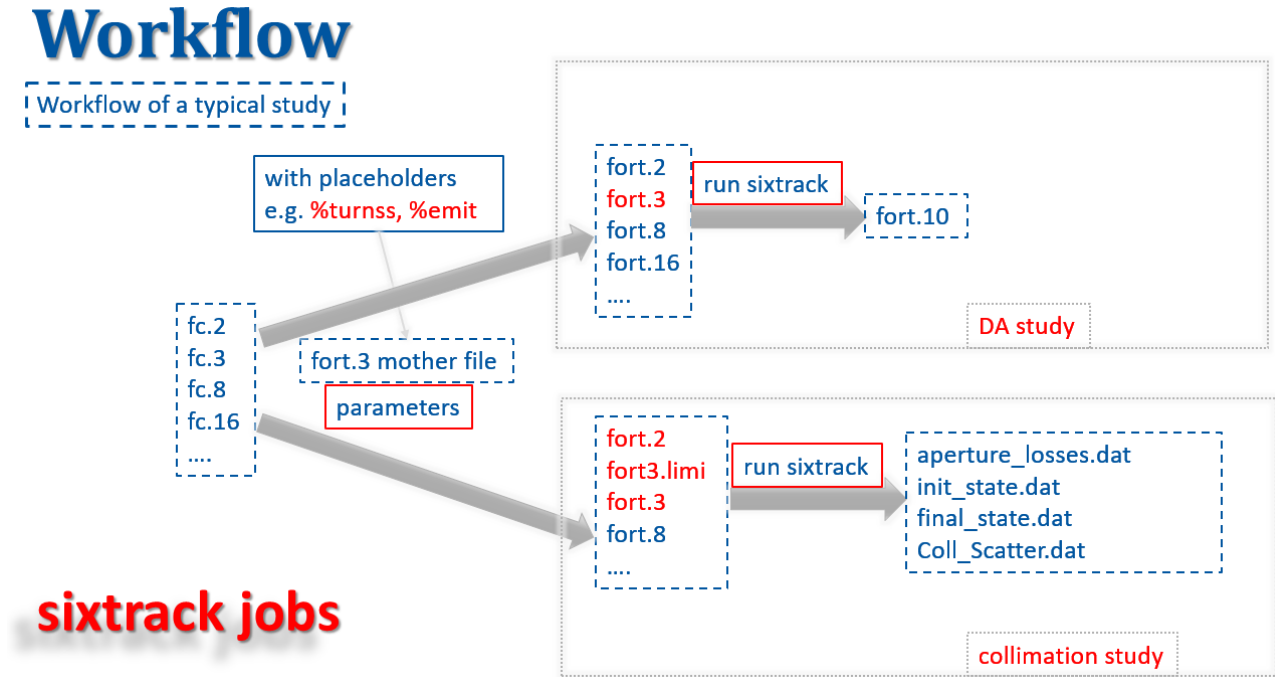 Workflow
Workflow of a typical study
with placeholders
e.g. %turnss, %emit
fc.2
fc.3
fc.8
fc.16
....
fort.3 mother file
parameters
fort.2
fort.3
fort.8
fort.16
....
run sixtrack
fort.10
DA study
fort.2
fort3.limi
fort.3
fort.8
....
run sixtrack
aperture_losses.dat
init_state.dat
final_state.dat
Coll_Scatter.dat
collimation study
sixtrack jobs